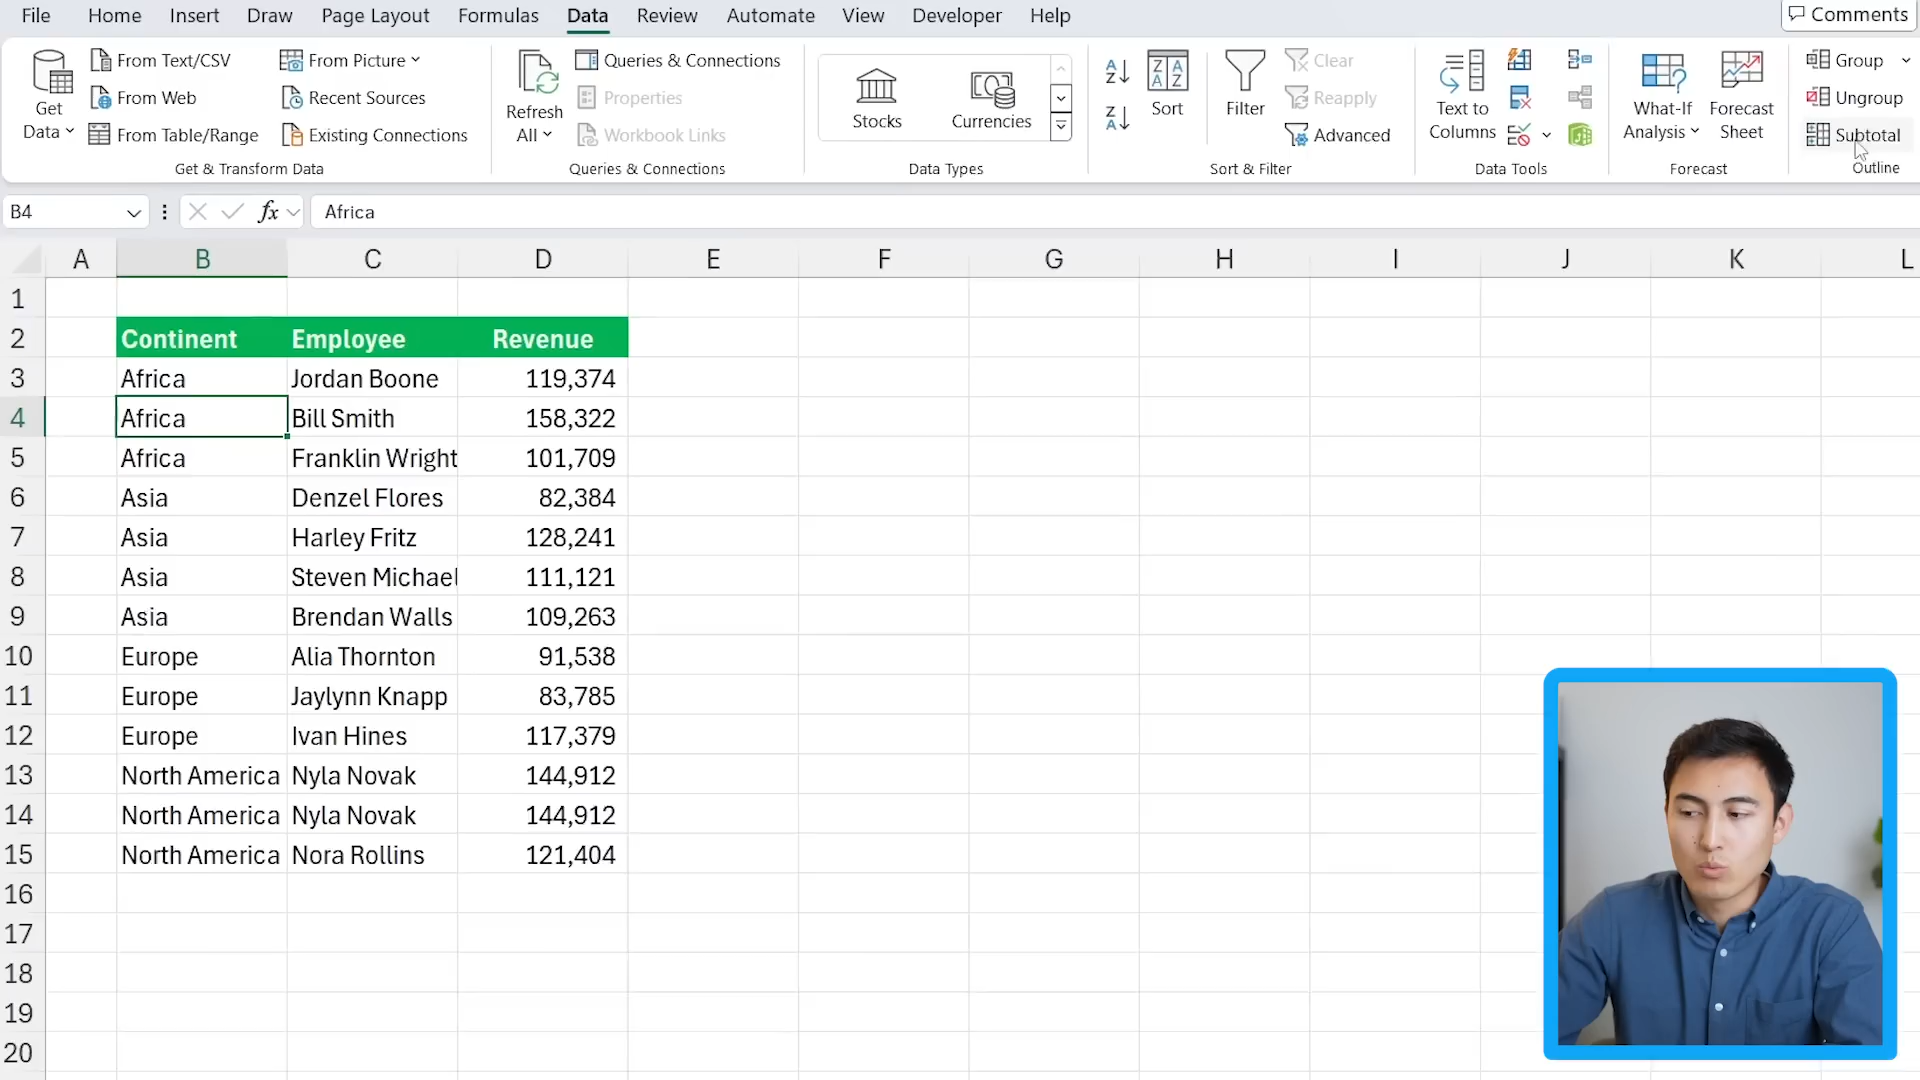 File Home Insert Draw Page Layout Formulas Data Review Automate View Developer Help Comments
Get Data
From Text/CSV
From Web
From Table/Range
From Picture
Recent Sources
Existing Connections
Get & Transform Data
Refresh All
Queries & Connections
Properties
Workbook Links
Queries & Connections
Stocks
Currencies
Data Types
Sort
Filter
Clear
Reapply
Advanced
Sort & Filter
Text to Columns
Data Tools
What-If Analysis
Forecast Sheet
Forecast
Group
Ungroup
Subtotal
Outline
B4 fx Africa
A B C D E F G H I J K L
1
2 Continent Employee Revenue
3 Africa Jordan Boone 119,374
4 Africa Bill Smith 158,322
5 Africa Franklin Wright 101,709
6 Asia Denzel Flores 82,384
7 Asia Harley Fritz 128,241
8 Asia Steven Michael 111,121
9 Asia Brendan Walls 109,263
10 Europe Alia Thornton 91,538
11 Europe Jaylynn Knapp 83,785
12 Europe Ivan Hines 117,379
13 North America Nyla Novak 144,912
14 North America Nyla Novak 144,912
15 North America Nora Rollins 121,404
16
17
18
19
20